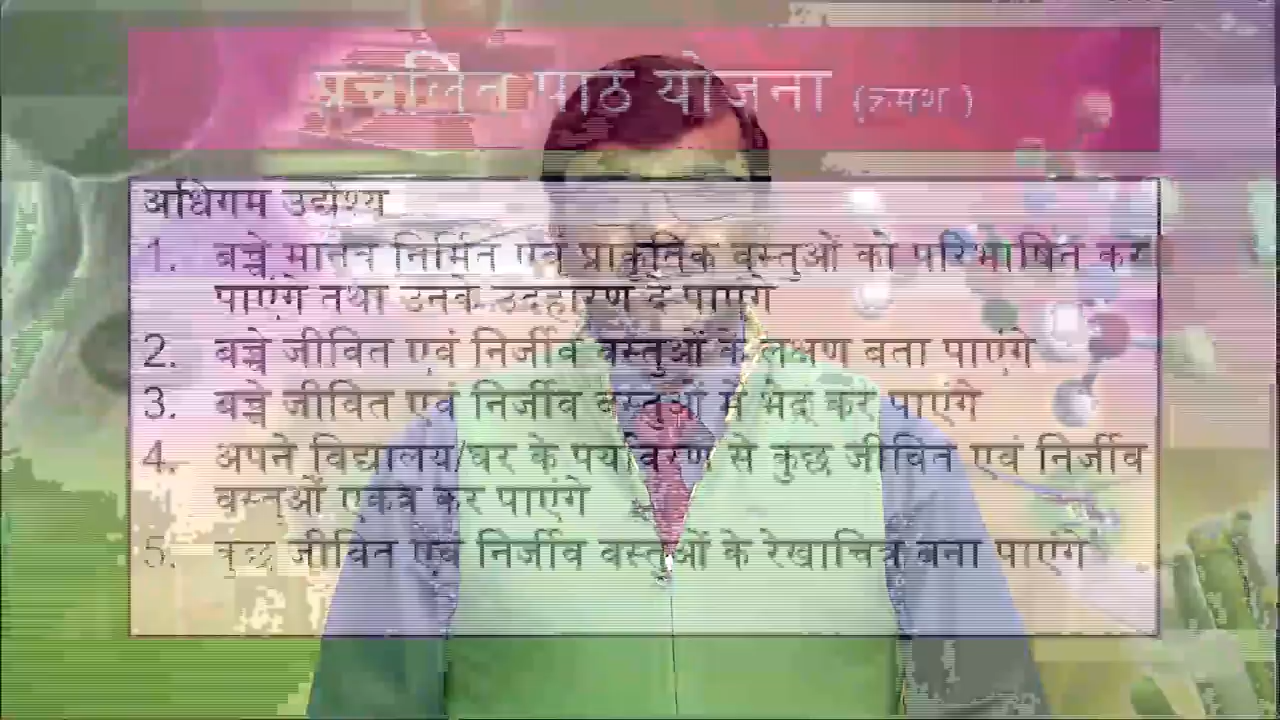 प्रचलित पाठ योजना (क्रमश )
अधिगम उद्येश्य
1. बच्चे मानव निर्मित एवं प्राकृतिक वस्तुओं को परिभाषित कर
पाएंगे तथा उनके उदहारण दे पाएंगे
2. बच्चे जीवित एवं निर्जीव वस्तुओं के लक्षण बता पाएंगे
3. बच्चे जीवित एवं निर्जीव वस्तुओं में भेद कर पाएंगे
4. अपने विद्यालय/घर के पर्यावरण से कुछ जीवित एवं निर्जीव
वस्तुओं एकत्र कर पाएंगे
5. कुछ जीवित एवं निर्जीव वस्तुओं के रेखाचित्र बना पाएंगे